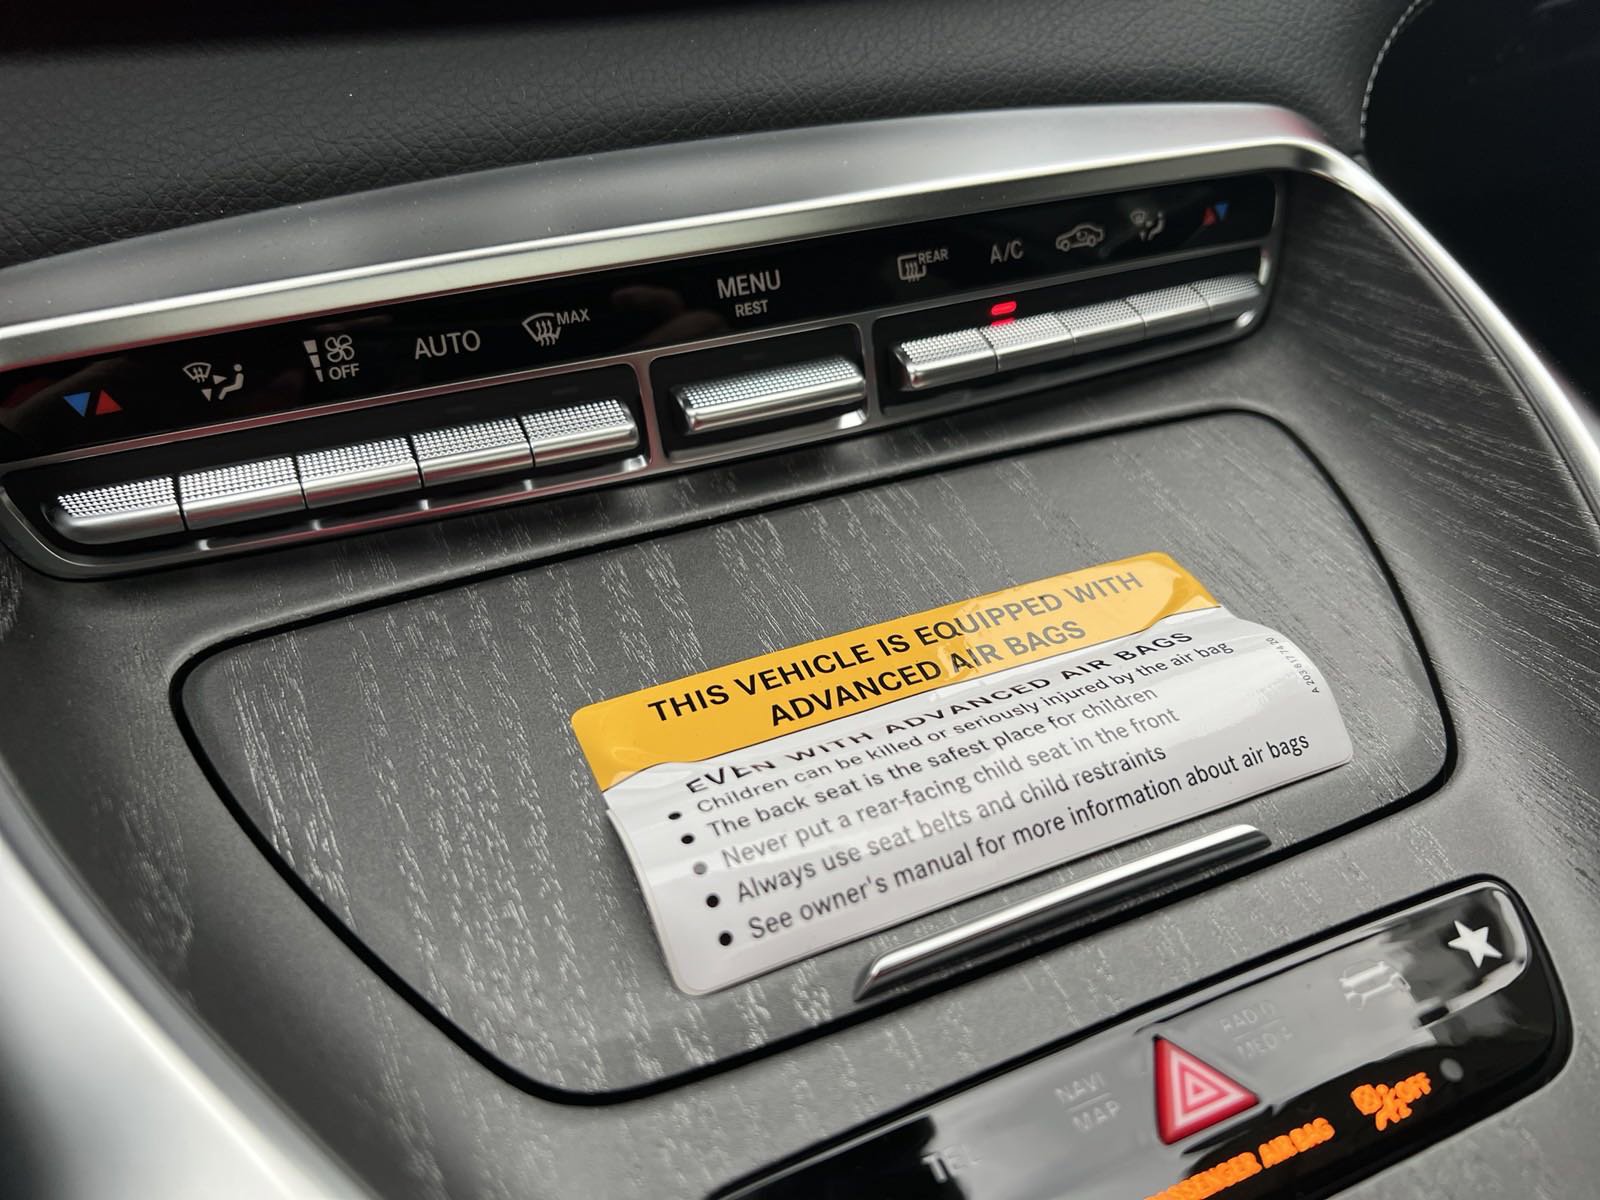 OFF
AUTO
MAX
MENU
REST
REAR
A/C
THIS VEHICLE IS EQUIPPED WITH
ADVANCED AIR BAGS
EVEN WITH ADVANCED AIR BAGS
• Children can be killed or seriously injured by the air bag
• The back seat is the safest place for children
• Never put a rear-facing child seat in the front
• Always use seat belts and child restraints
• See owner's manual for more information about air bags
RADIO
MEDIA
NAVI
MAP
AIR BAG
OFF